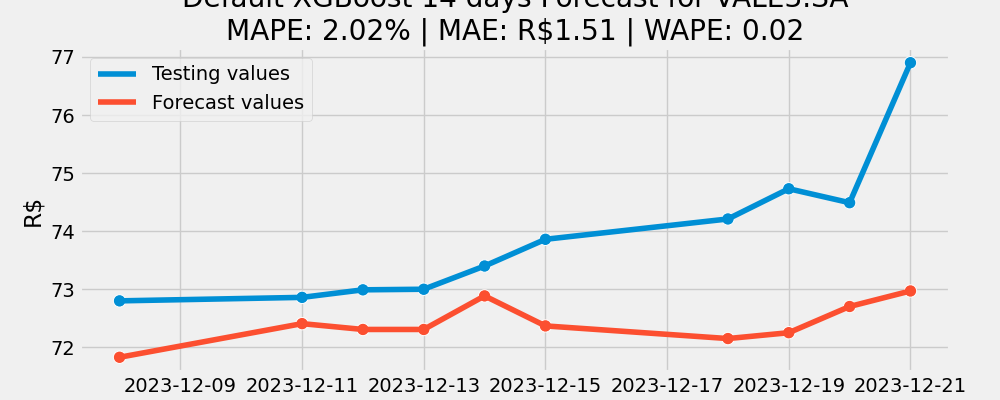 Default XGBoost 14 days Forecast for VALE3.SA
MAPE: 2.02% | MAE: R$1.51 | WAPE: 0.02
77
76
75
74
73
72
R$
Testing values
Forecast values
2023-12-09 2023-12-11 2023-12-13 2023-12-15 2023-12-17 2023-12-19 2023-12-21